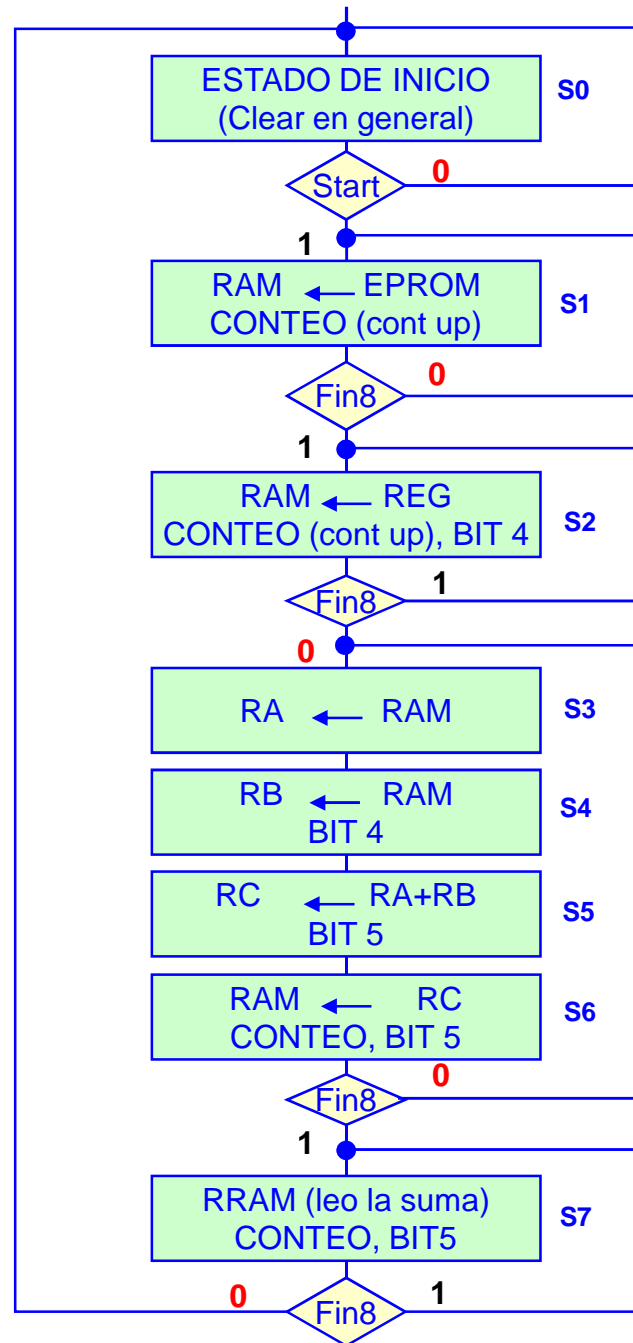 ESTADO DE INICIO
(Clear en general)
S0
Start
0
1
RAM ← EPROM
CONTEO (cont up)
S1
Fin8
0
1
RAM ← REG
CONTEO (cont up), BIT 4
S2
Fin8
1
0
RA ← RAM
S3
RB ← RAM
BIT 4
S4
RC ← RA+RB
BIT 5
S5
RAM ← RC
CONTEO, BIT 5
S6
Fin8
0
1
RRAM (leo la suma)
CONTEO, BIT5
S7
0
Fin8
1